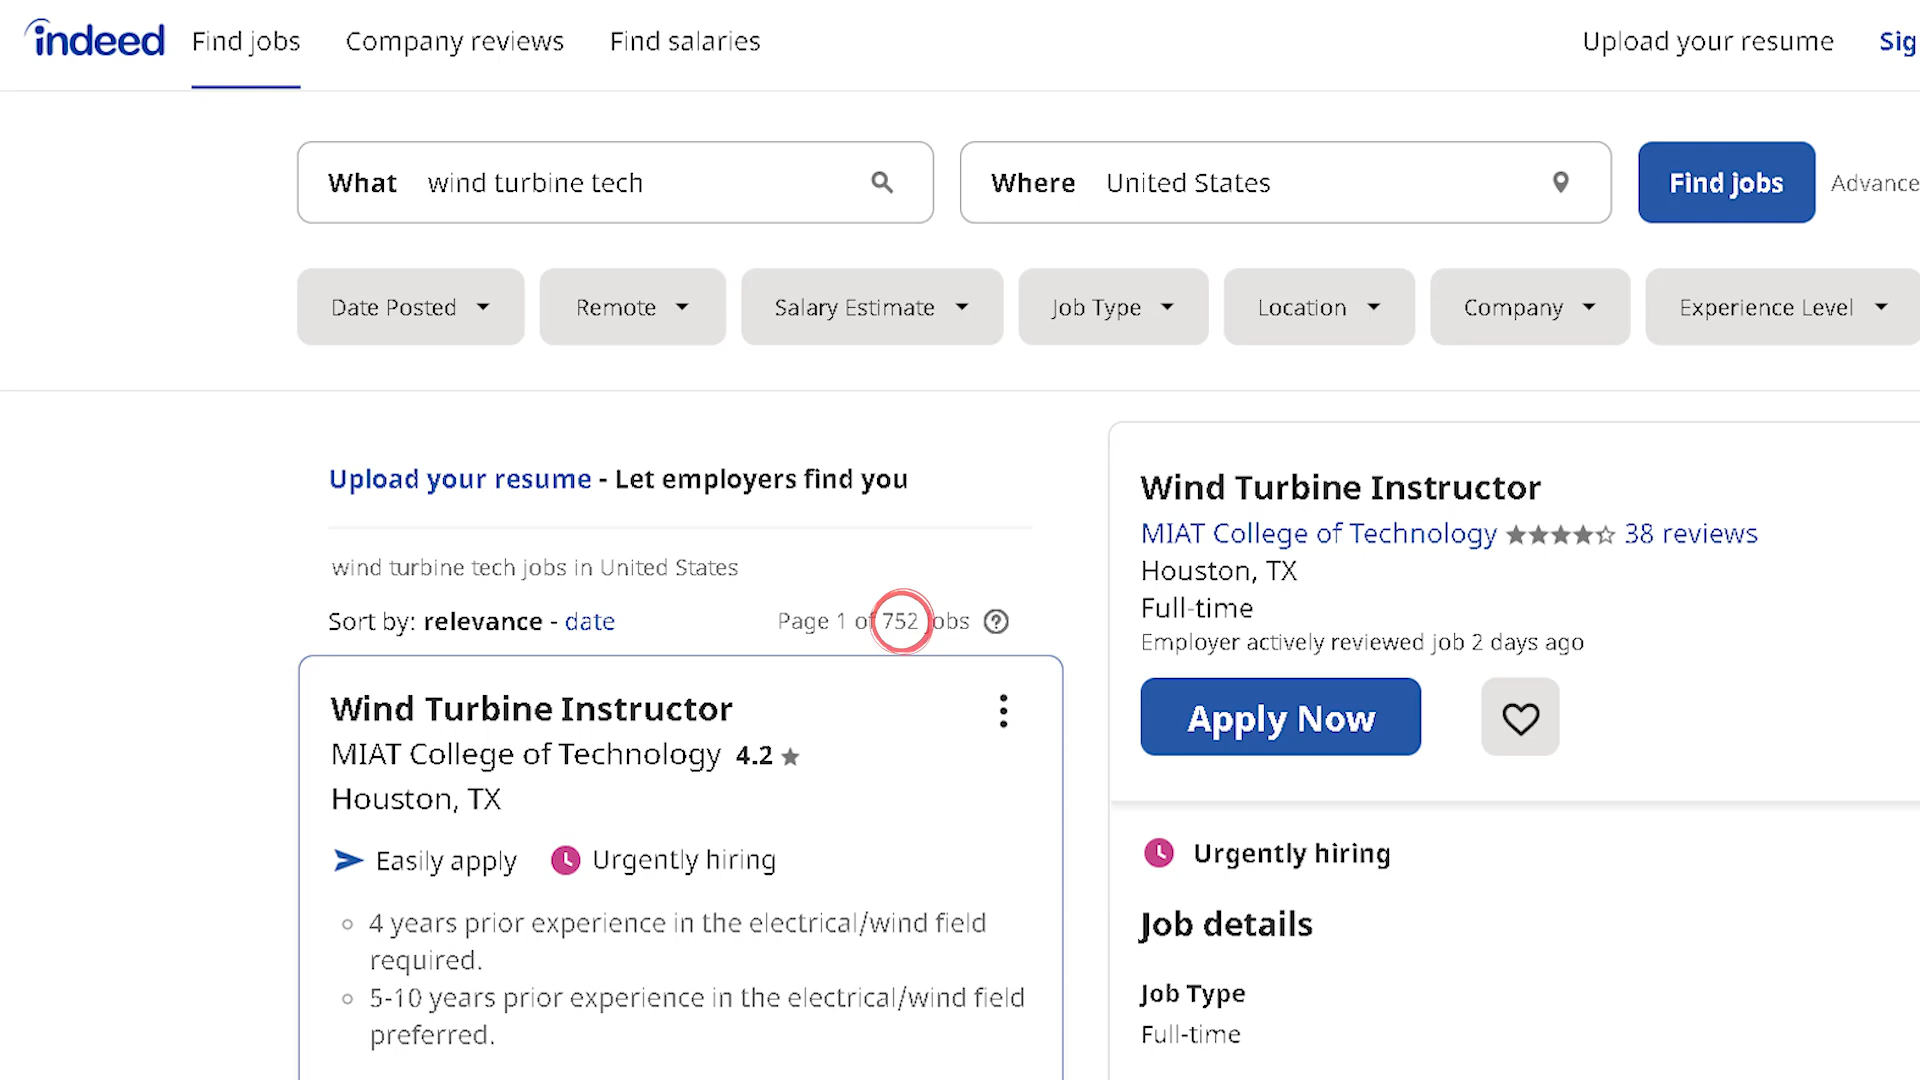 indeed Find jobs Company reviews Find salaries Upload your resume Sig
What wind turbine tech Where United States Find jobs Advance
Date Posted Remote Salary Estimate Job Type Location Company Experience Level
Upload your resume - Let employers find you
wind turbine tech jobs in United States
Sort by: relevance - date Page 1 of 752 jobs ?
Wind Turbine Instructor
MIAT College of Technology 4.2
Houston, TX
Easily apply Urgently hiring
4 years prior experience in the electrical/wind field
required.
5-10 years prior experience in the electrical/wind field
preferred.
Wind Turbine Instructor
MIAT College of Technology 38 reviews
Houston, TX
Full-time
Employer actively reviewed job 2 days ago
Apply Now
Urgently hiring
Job details
Job Type
Full-time